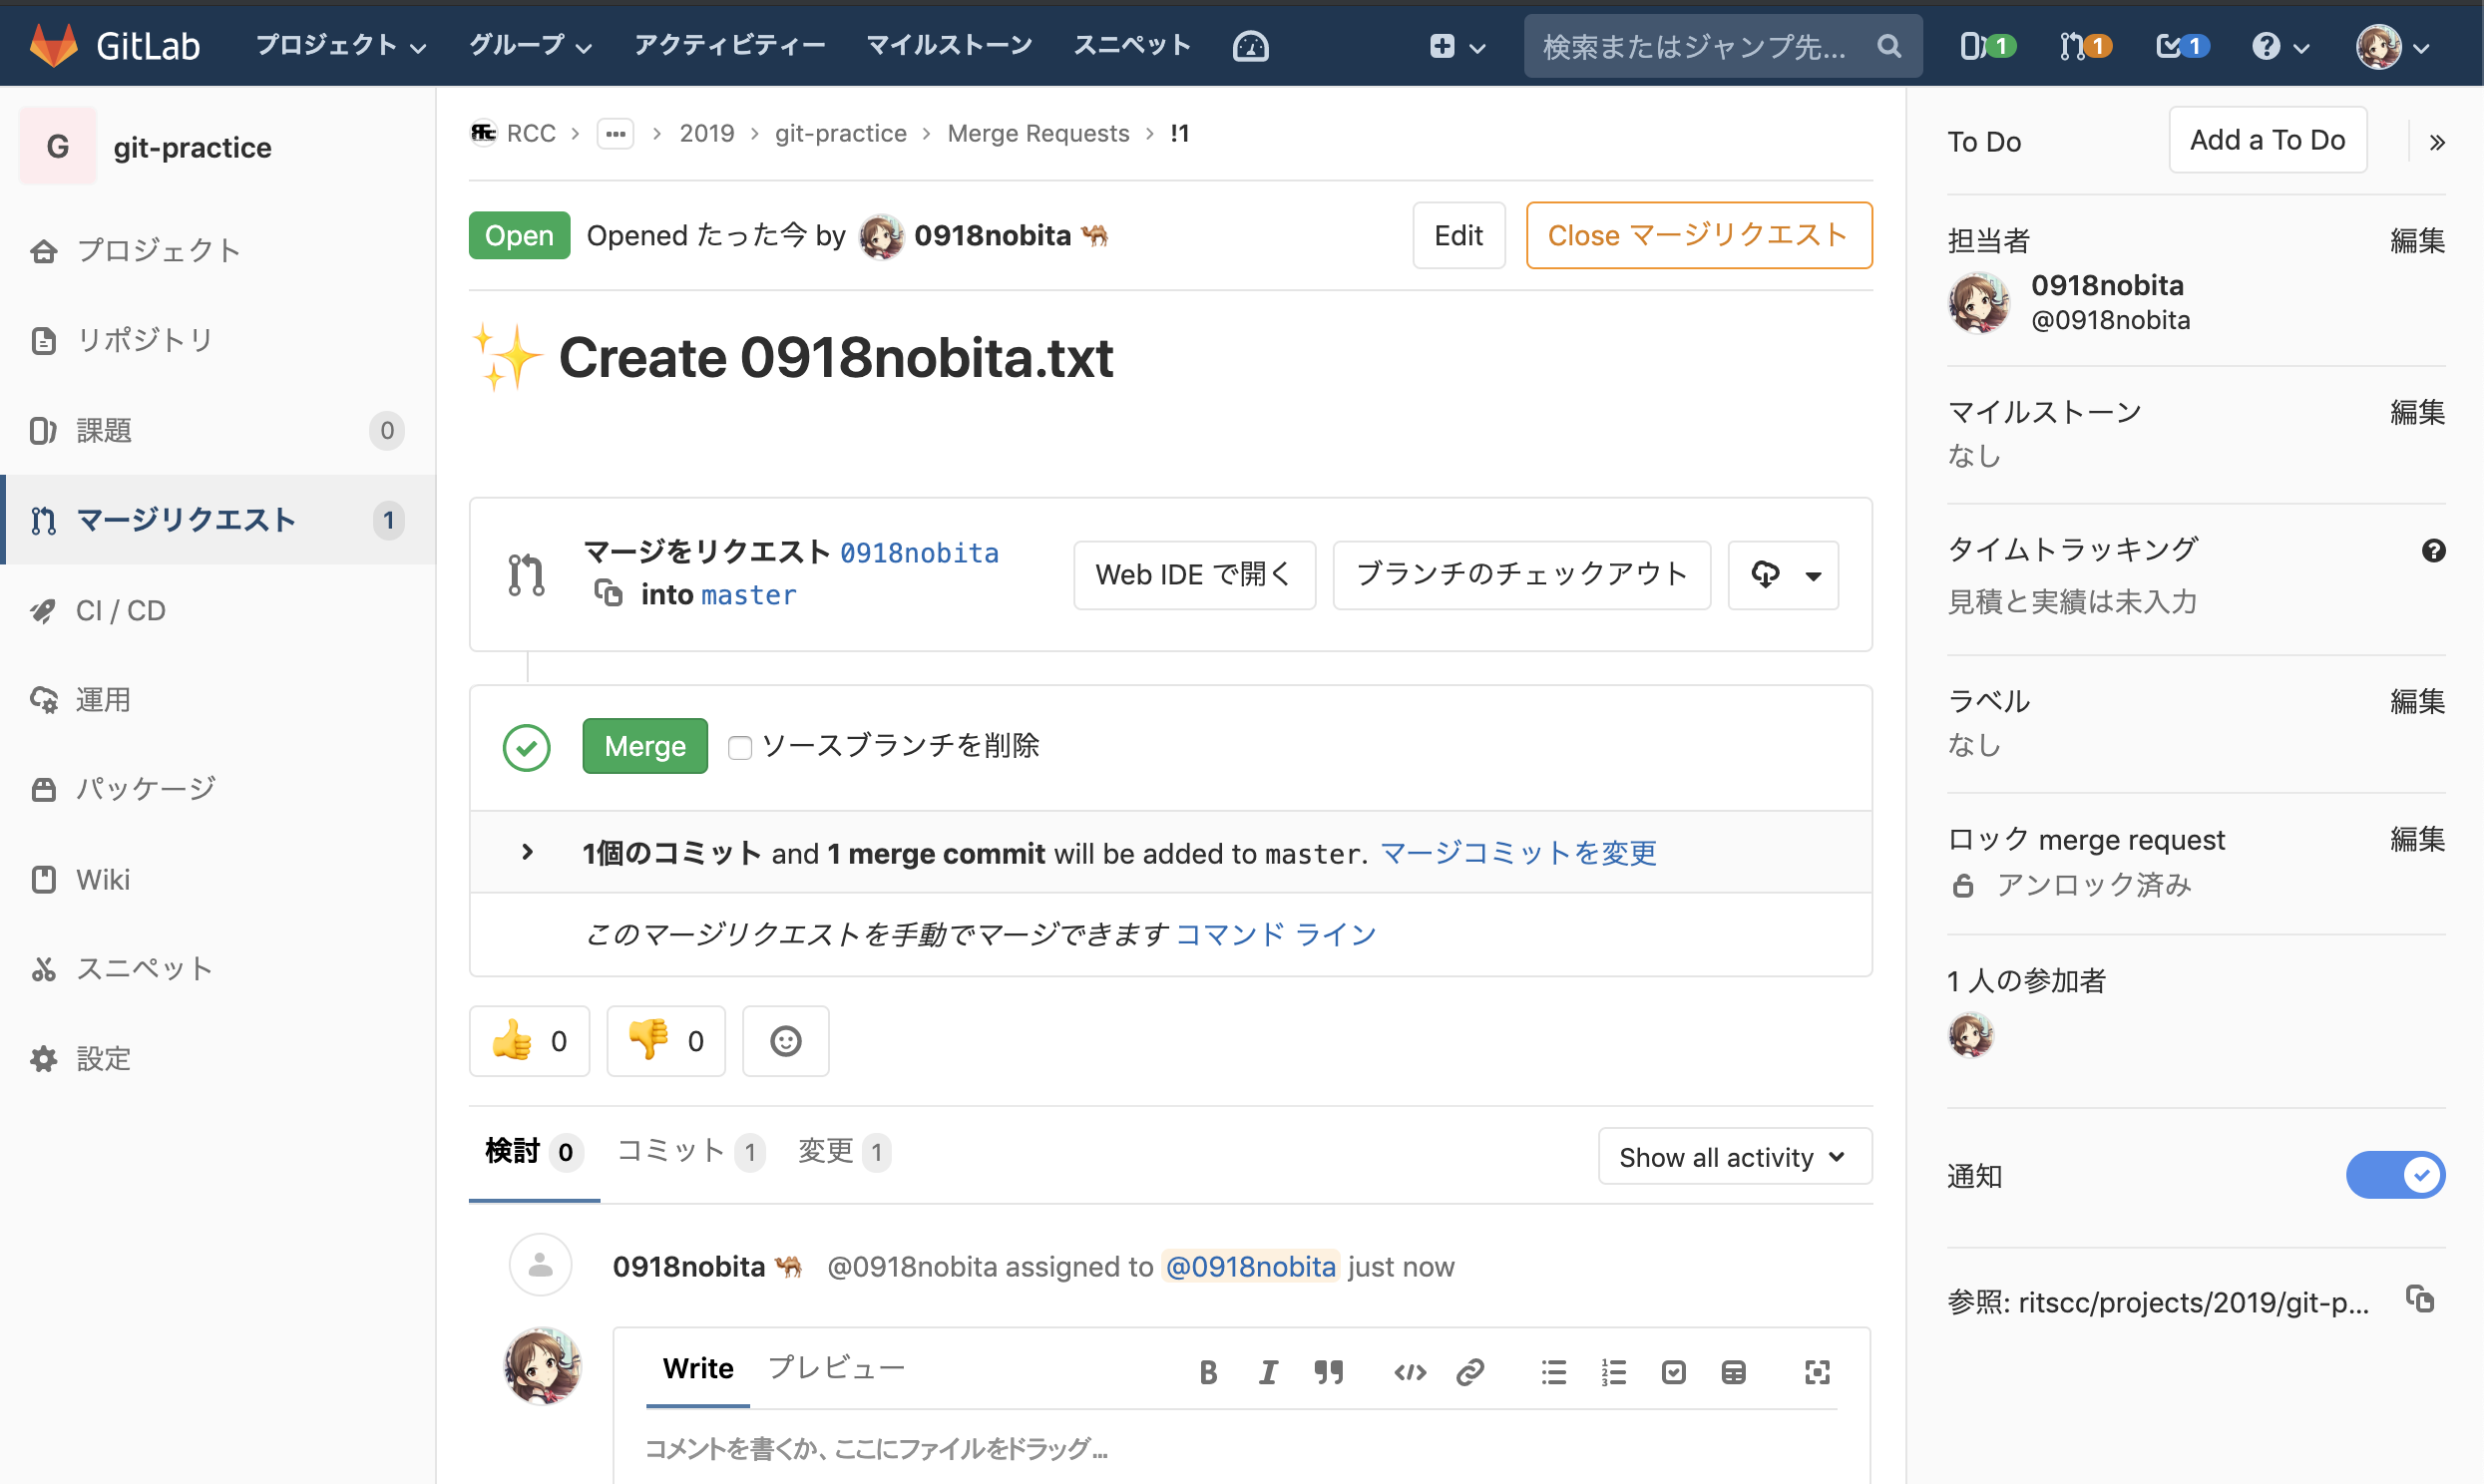 GitLab プロジェクト グループ アクティビティー マイルストーン スニペット 検索またはジャンプ先... 1 1 1
G git-practice
プロジェクト
リポジトリ
課題 0
マージリクエスト 1
CI / CD
運用
パッケージ
Wiki
スニペット
設定
RCC > ... > 2019 > git-practice > Merge Requests > !1
Open Opened たった今 by 0918nobita 🐫 Edit Close マージリクエスト
✨ Create 0918nobita.txt
マージをリクエスト 0918nobita
into master
Web IDE で開く ブランチのチェックアウト
Merge ソースブランチを削除
1個のコミット and 1 merge commit will be added to master. マージコミットを変更
このマージリクエストを手動でマージできます コマンド ライン
👍 0 👎 0
検討 0 コミット 1 変更 1 Show all activity
0918nobita 🐫 @0918nobita assigned to @0918nobita just now
Write プレビュー
コメントを書くか、ここにファイルをドラッグ...
To Do Add a To Do »
担当者 編集
0918nobita
@0918nobita
マイルストーン 編集
なし
タイムトラッキング
見積と実績は未入力
ラベル 編集
なし
ロック merge request 編集
アンロック済み
1 人の参加者
通知
参照: ritscc/projects/2019/git-p...